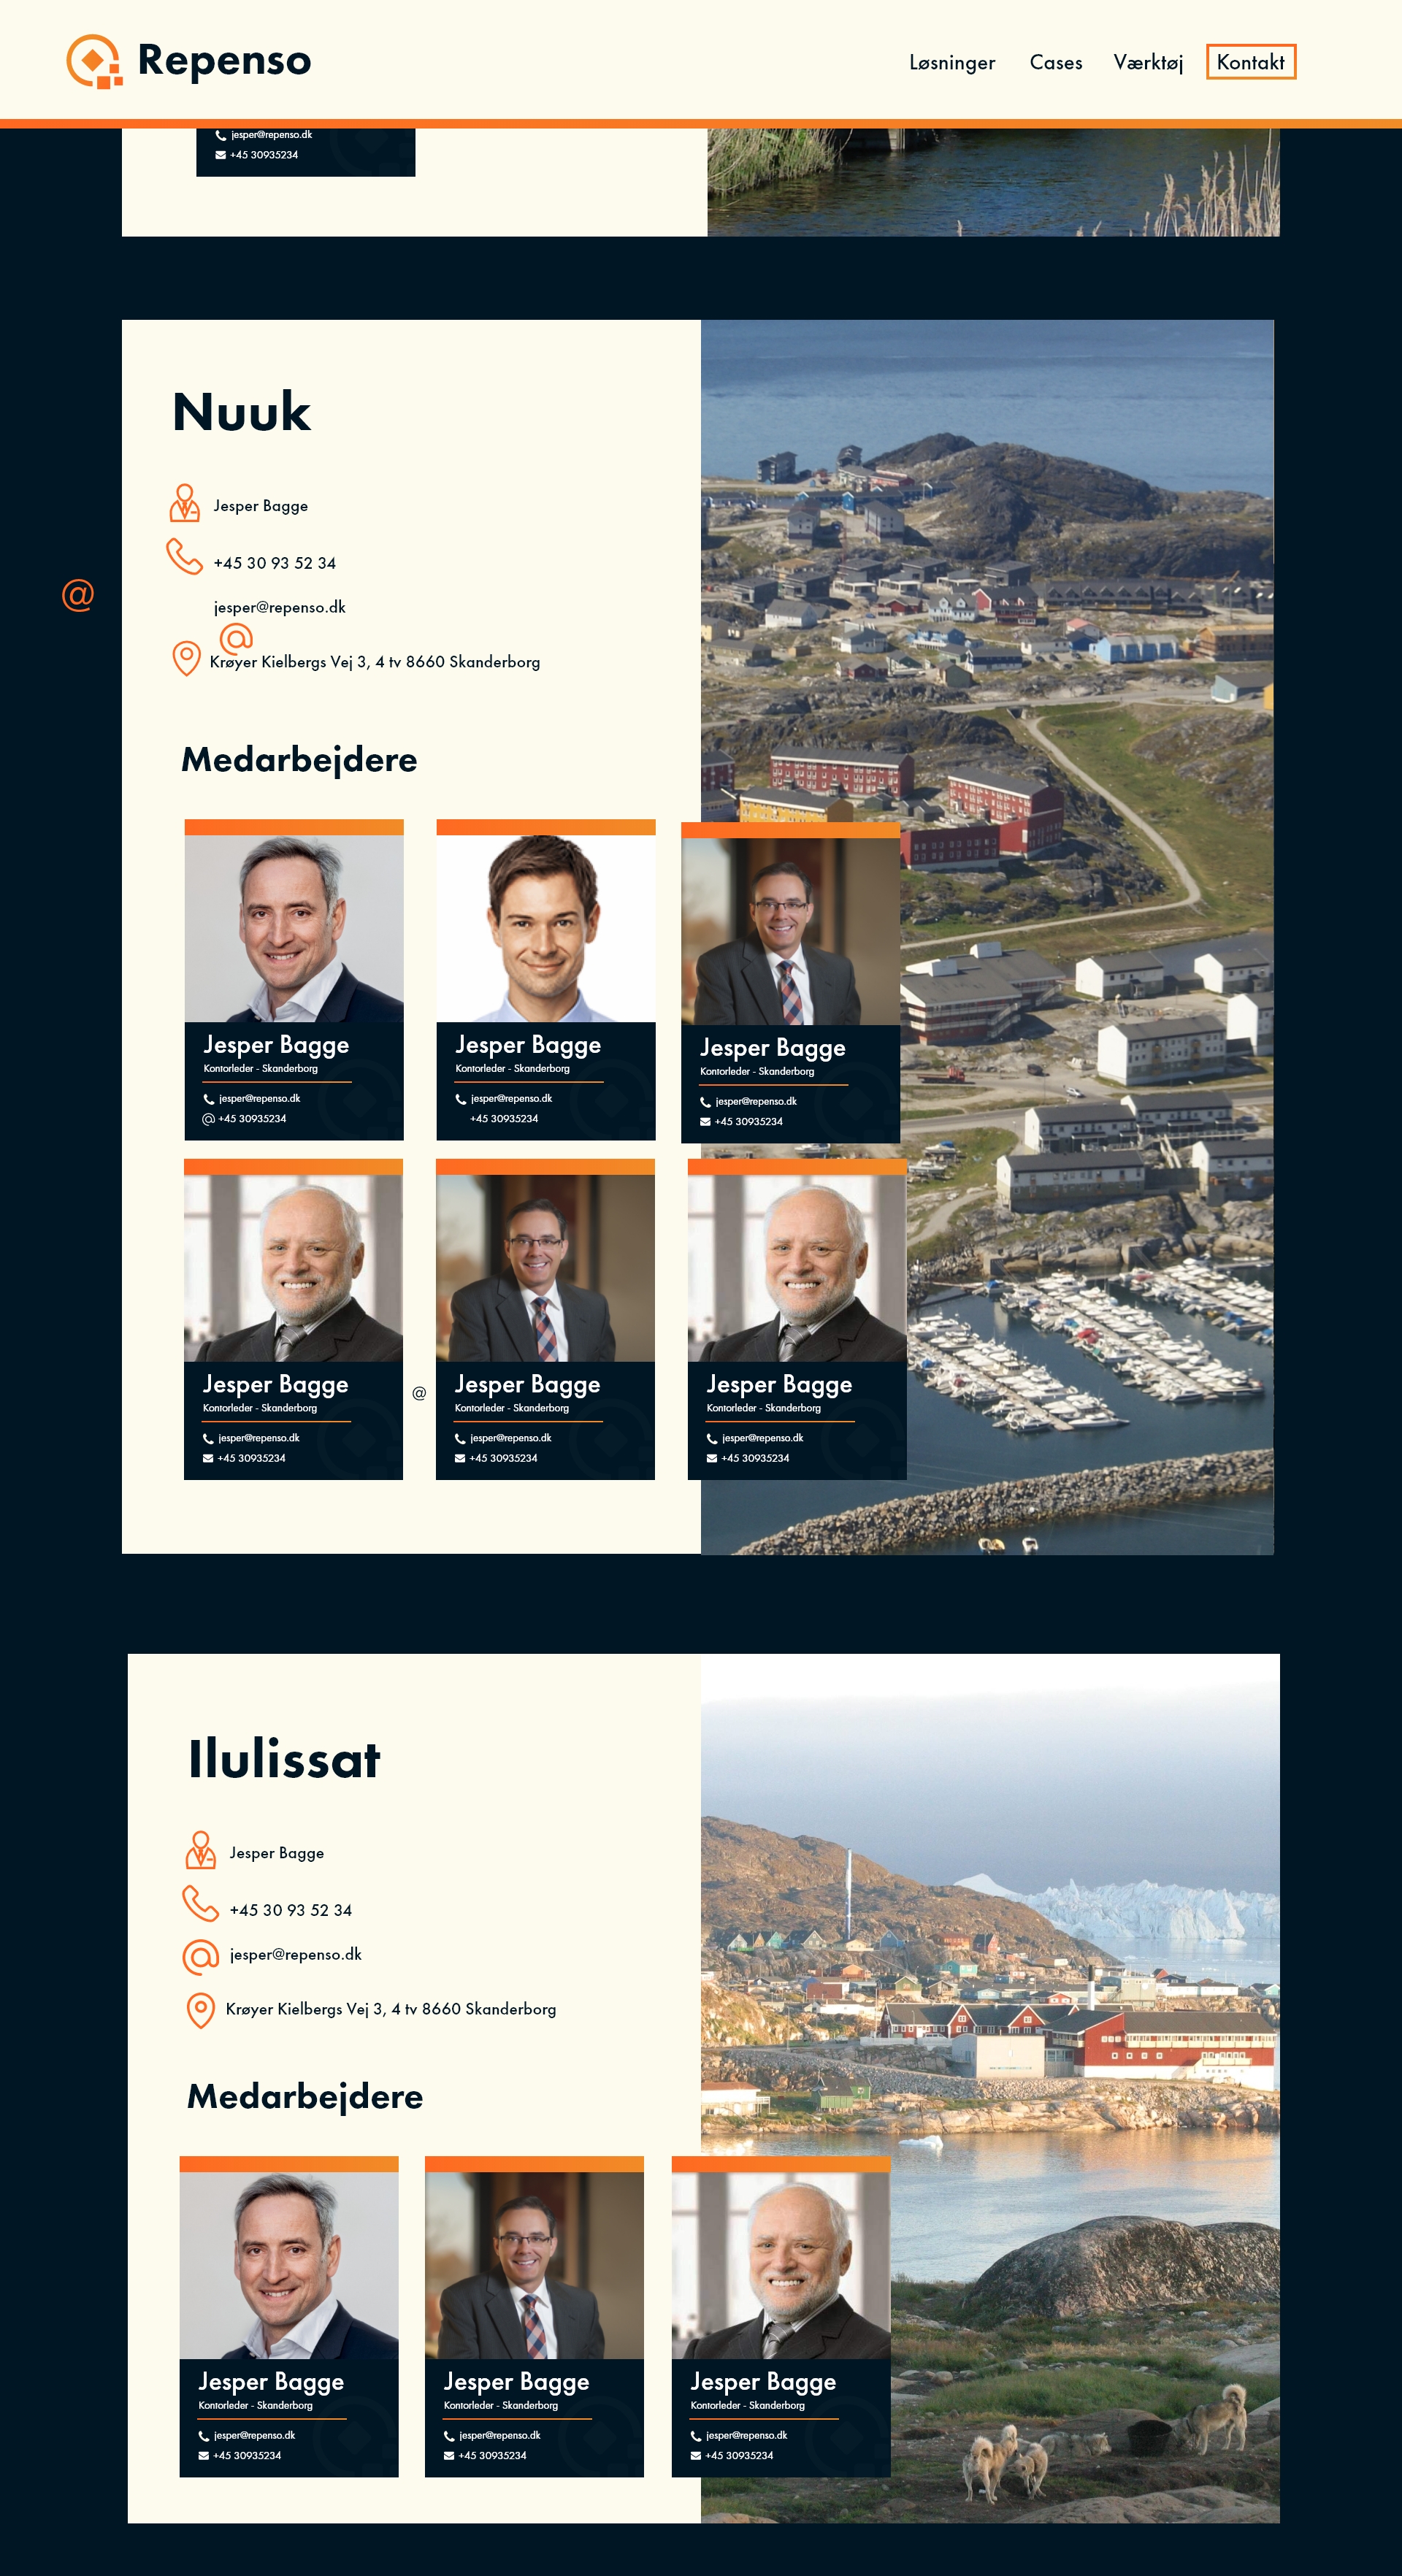 Repenso
Løsninger Cases Værktøj Kontakt
jesper@repenso.dk
+45 30935234
Nuuk
Jesper Bagge
+45 30 93 52 34
@
jesper@repenso.dk
@
Krøyer Kielbergs Vej 3, 4 tv 8660 Skanderborg
Medarbejdere
Jesper Bagge
Kontorleder - Skanderborg
jesper@repenso.dk
@ +45 30935234
Jesper Bagge
Kontorleder - Skanderborg
jesper@repenso.dk
+45 30935234
Jesper Bagge
Kontorleder - Skanderborg
jesper@repenso.dk
+45 30935234
Jesper Bagge
Kontorleder - Skanderborg
jesper@repenso.dk
+45 30935234
@
Jesper Bagge
Kontorleder - Skanderborg
jesper@repenso.dk
+45 30935234
Jesper Bagge
Kontorleder - Skanderborg
jesper@repenso.dk
+45 30935234
Ilulissat
Jesper Bagge
+45 30 93 52 34
@ jesper@repenso.dk
Krøyer Kielbergs Vej 3, 4 tv 8660 Skanderborg
Medarbejdere
Jesper Bagge
Kontorleder - Skanderborg
jesper@repenso.dk
+45 30935234
Jesper Bagge
Kontorleder - Skanderborg
jesper@repenso.dk
+45 30935234
Jesper Bagge
Kontorleder - Skanderborg
jesper@repenso.dk
+45 30935234